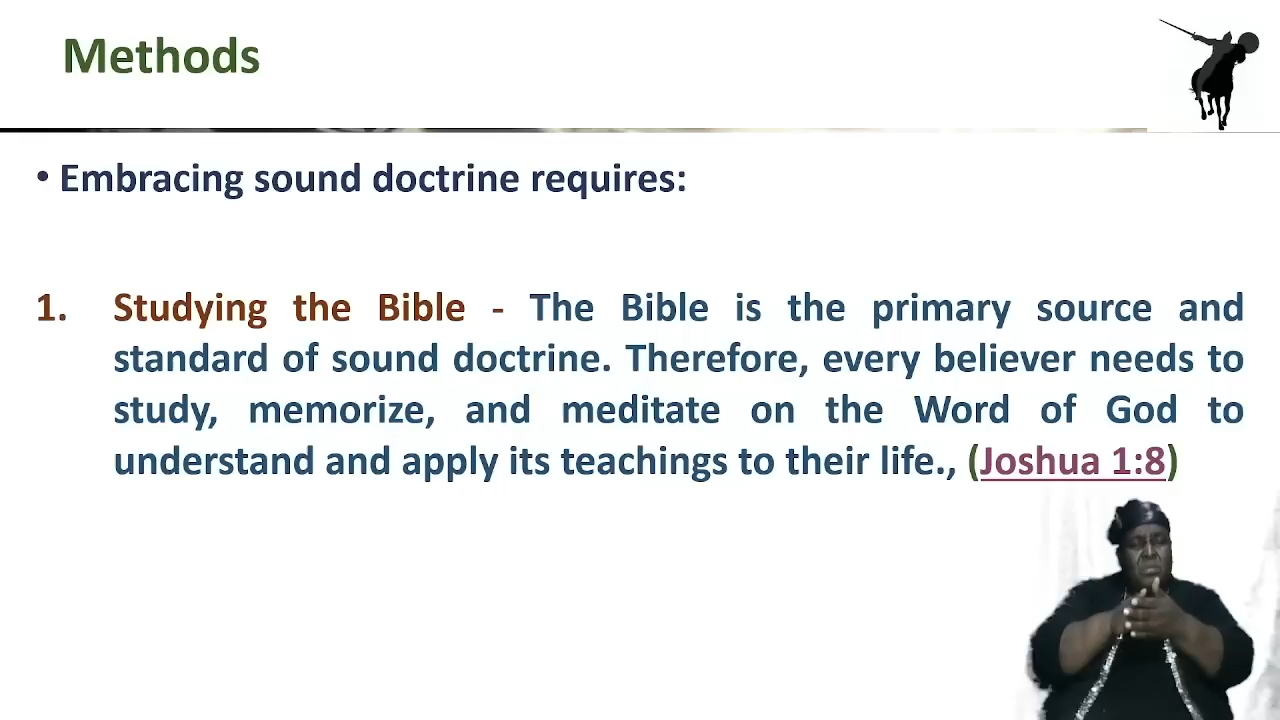 Methods
• Embracing sound doctrine requires:
1. Studying the Bible - The Bible is the primary source and
standard of sound doctrine. Therefore, every believer needs to
study, memorize, and meditate on the Word of God to
understand and apply its teachings to their life., (Joshua 1:8)